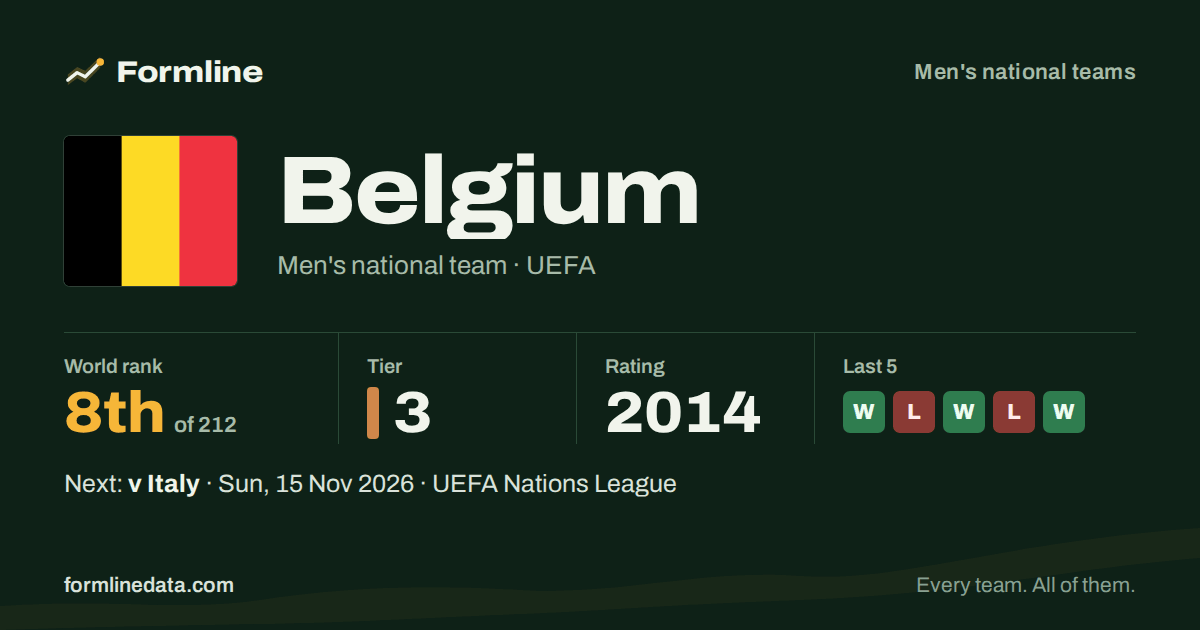 Formline
Men's national teams
Belgium
Men's national team · UEFA
World rank
8th of 212
Tier
3
Rating
2014
Last 5
W L W L W
Next: v Italy · Sun, 15 Nov 2026 · UEFA Nations League
formlinedata.com
Every team. All of them.